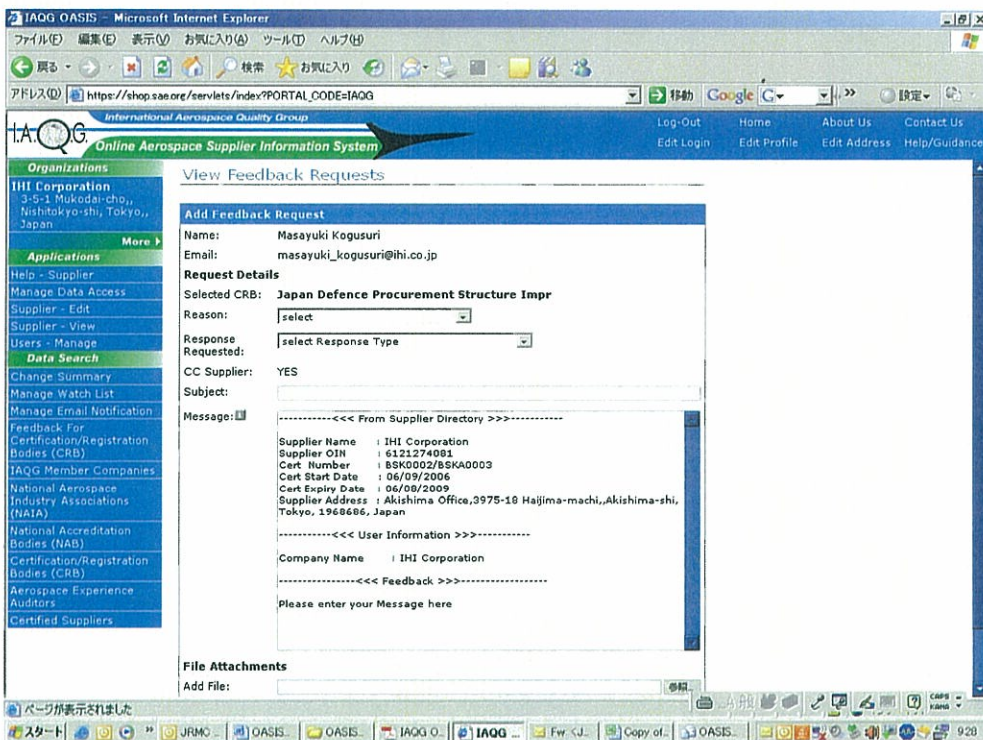 IAQG OASIS - Microsoft Internet Explorer
ファイル(F) 編集(E) 表示(V) お気に入り(A) ツール(T) ヘルプ(H)
戻る 検索 お気に入り
アドレス(D) https://shop.sae.org/servlets/index?PORTAL_CODE=IAQG 移動 Google G 設定
I.A.Q.G. International Aerospace Quality Group
Online Aerospace Supplier Information System
Log-Out Home About Us Contact Us
Edit Login Edit Profile Edit Address Help/Guidance
Organizations
IHI Corporation
3-5-1 Mukodai-cho,,
Nishitokyo-shi, Tokyo,,
Japan
More
Applications
Help - Supplier
Manage Data Access
Supplier - Edit
Supplier - View
Users - Manage
Data Search
Change Summary
Manage Watch List
Manage Email Notification
Feedback For
Certification/Registration
Bodies (CRB)
IAQG Member Companies
National Aerospace
Industry Associations
(NAIA)
National Accreditation
Bodies (NAB)
Certification/Registration
Bodies (CRB)
Aerospace Experience
Auditors
Certified Suppliers
View Feedback Requests
Add Feedback Request
Name: Masayuki Kogusuri
Email: masayuki_kogusuri@ihi.co.jp
Request Details
Selected CRB: Japan Defence Procurement Structure Impr
Reason: select
Response Requested: select Response Type
CC Supplier: YES
Subject:
Message:
-----------<<< From Supplier Directory >>>-----------
Supplier Name : IHI Corporation
Supplier OIN : 6121274081
Cert Number : BSK0002/BSKA0003
Cert Start Date : 06/09/2006
Cert Expiry Date : 06/08/2009
Supplier Address : Akishima Office,3975-18 Haijima-machi,,Akishima-shi,
Tokyo, 1968686, Japan
-----------<<< User Information >>>-----------
Company Name : IHI Corporation
----------------<<< Feedback >>>------------------
Please enter your Message here
File Attachments
Add File: 参照...
ページが表示されました
CAPS
KANA
スタート JRMC... OASIS... OASIS... IAQG O... IAQG ... Fw: <J... Copy of... OASIS... 9:28